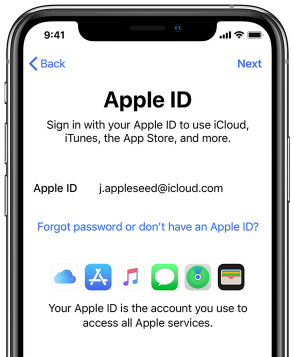 9:41
Back
Next
Apple ID
Sign in with your Apple ID to use iCloud,
iTunes, the App Store, and more.
Apple ID j.appleseed@icloud.com
Forgot password or don’t have an Apple ID?
Your Apple ID is the account you use to
access all Apple services.